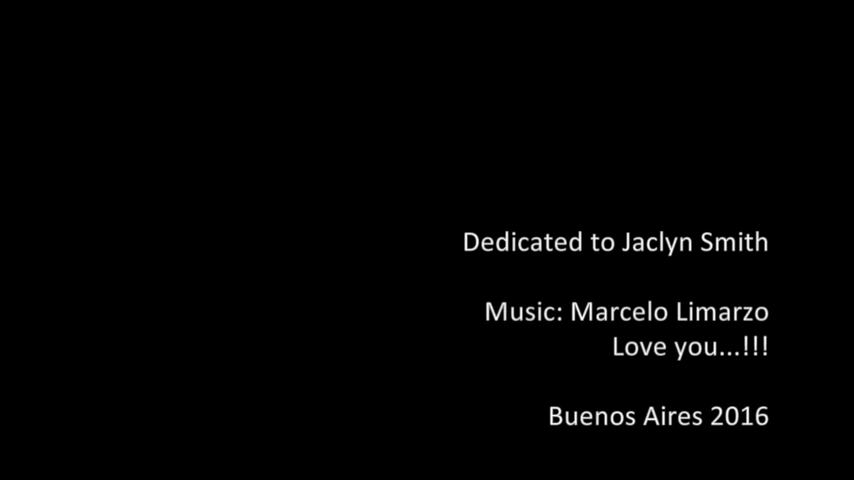 Dedicated to Jaclyn Smith
Music: Marcelo Limarzo
Love you...!!!
Buenos Aires 2016